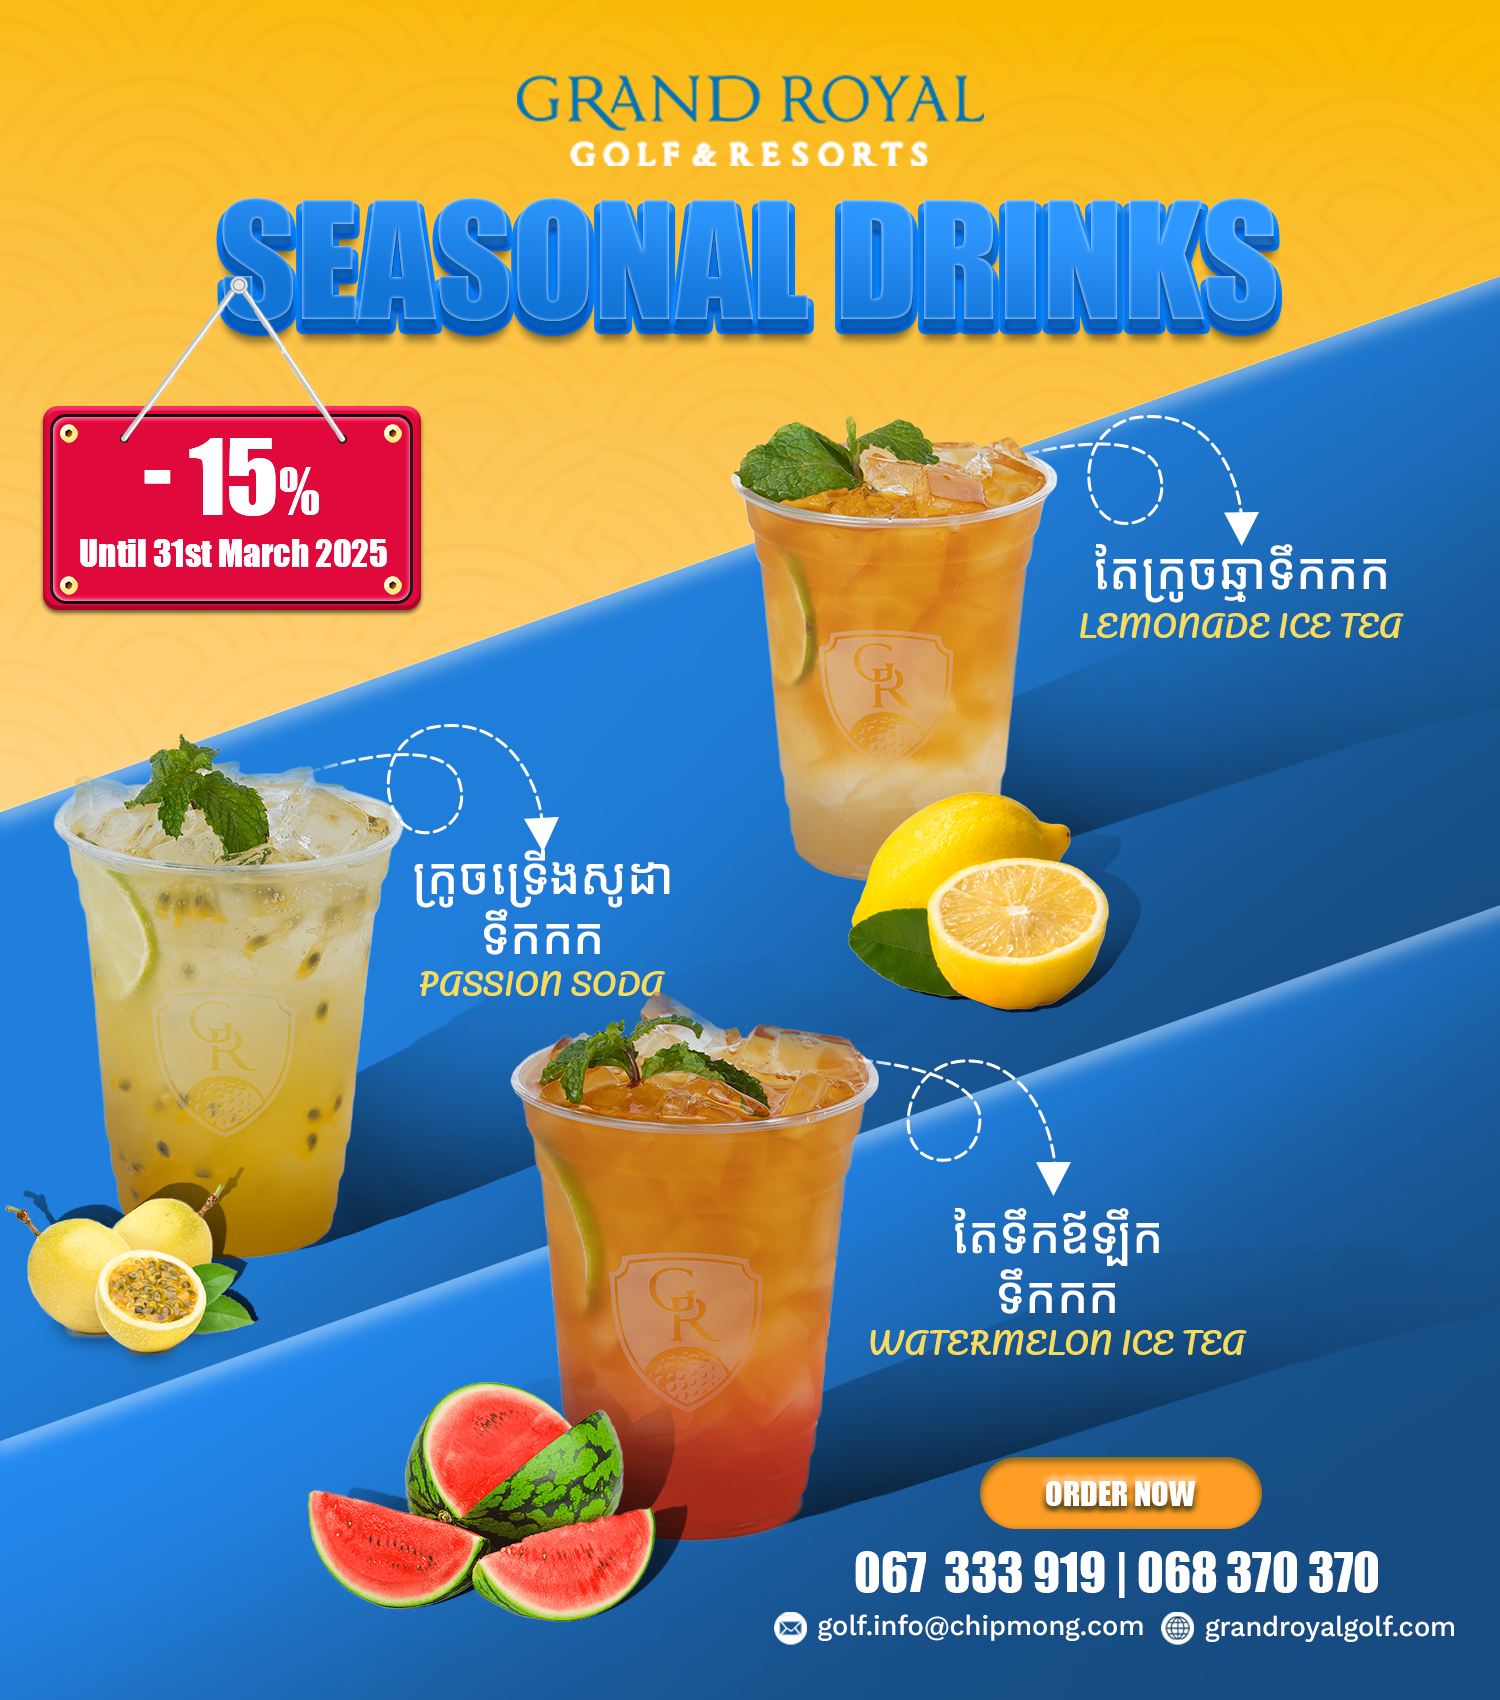 GRAND ROYAL
GOLF & RESORTS
SEASONAL DRINKS
- 15%
Until 31st March 2025
តែក្រូចឆ្មាទឹកកក
LEMONADE ICE TEA
GR
ក្រូចទ្រើងសូដា
ទឹកកក
PASSION SODA
GR
តែទឹកឪឡឹក
ទឹកកក
WATERMELON ICE TEA
GR
ORDER NOW
067 333 919 | 068 370 370
golf.info@chipmong.com grandroyalgolf.com